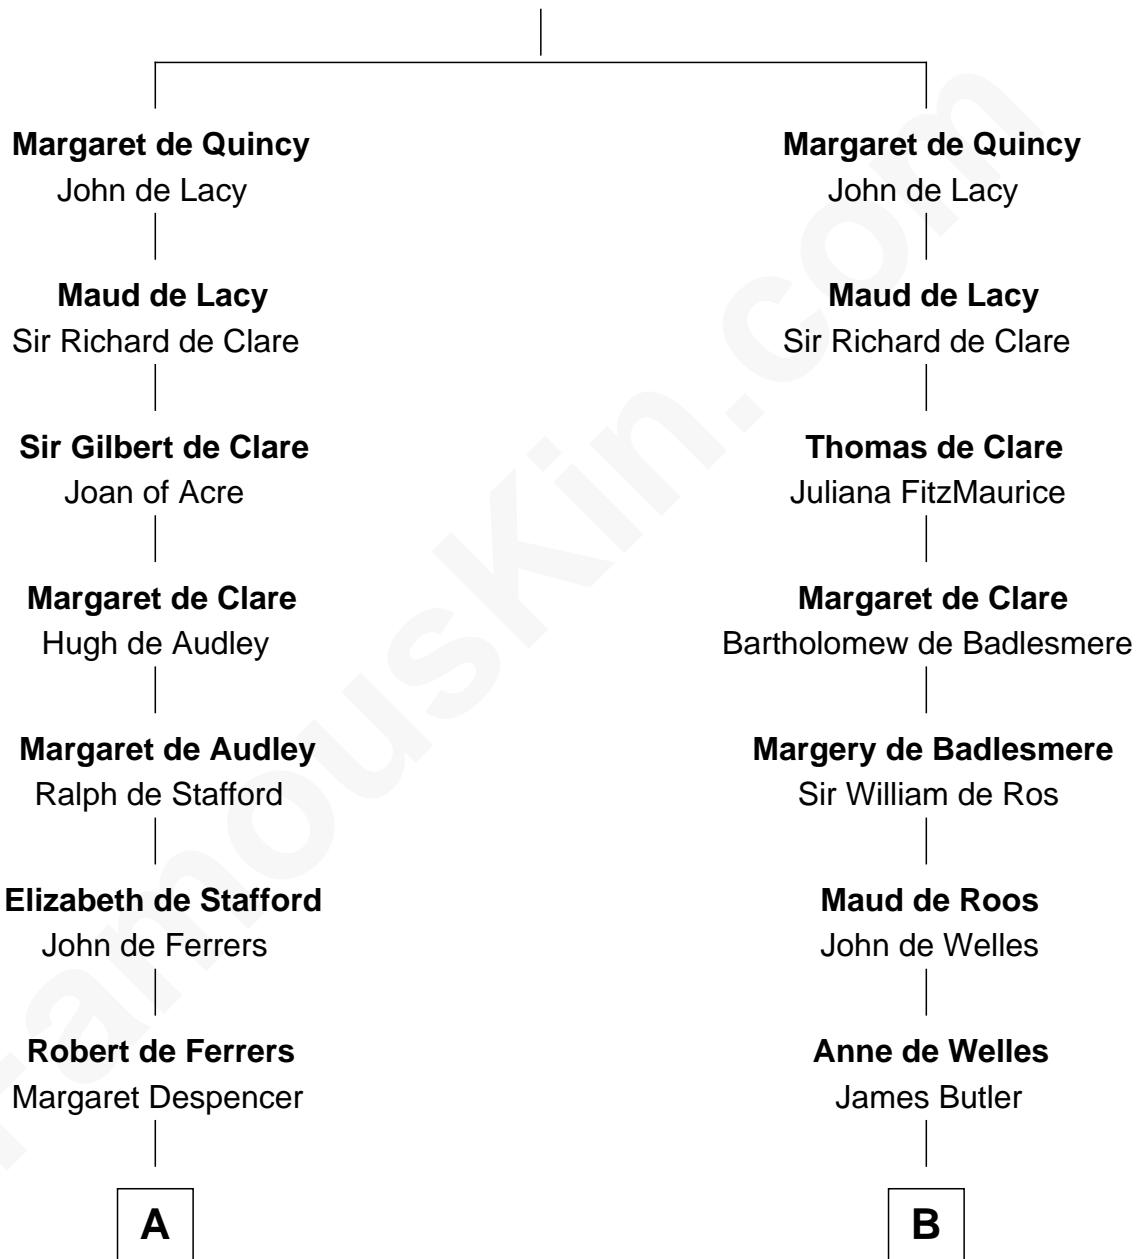 Margaret de Quincy
John de Lacy
Maud de Lacy
Sir Richard de Clare
Sir Gilbert de Clare
Joan of Acre
Margaret de Clare
Hugh de Audley
Margaret de Audley
Ralph de Stafford
Elizabeth de Stafford
John de Ferrers
Robert de Ferrers
Margaret Despencer
A
Margaret de Quincy
John de Lacy
Maud de Lacy
Sir Richard de Clare
Thomas de Clare
Juliana FitzMaurice
Margaret de Clare
Bartholomew de Badlesmere
Margery de Badlesmere
Sir William de Ros
Maud de Roos
John de Welles
Anne de Welles
James Butler
B
FamousKin.com